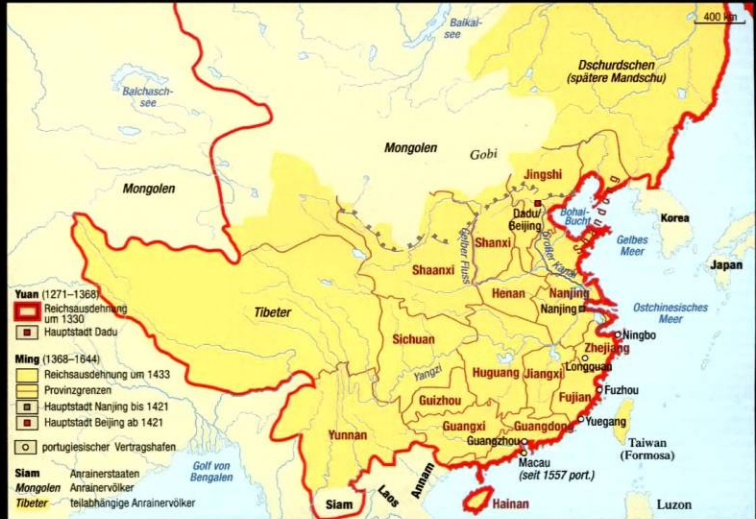 400 km
Balkal-
see
Dschurdschen
(spätere Mandschu)
Balchasch-
see
Mongolen
Gobi
Jingshi
Mongolen
Dadu/
Beijing
Bohai-
Bucht
Shandong
Korea
Shanxi
Gelber Fluss
Großer Kanal
Gelbes
Meer
Japan
Shaanxi
Henan
Nanjing
Nanjing
Ostchinesisches
Meer
Tibeter
Sichuan
Ningbo
Zhejiang
Yangzi
Huguang
Jiangxi
Longquan
Guizhou
Fujian
Fuzhou
Yunnan
Guangxi
Guangdong
Yuegang
Guangzhou
Taiwan
(Formosa)
Macau
(seit 1557 port.)
Golf von
Bengalen
Siam
Laos
Annam
Hainan
Luzon
Yuan (1271–1368)
Reichsausdehnung
um 1330
Hauptstadt Dadu
Ming (1368–1644)
Reichsausdehnung um 1433
Provinzgrenzen
Hauptstadt Nanjing bis 1421
Hauptstadt Beijing ab 1421
portugiesischer Vertragshafen
Siam Anrainerstaaten
Mongolen Anrainervölker
Tibeter teilabhängige Anrainervölker